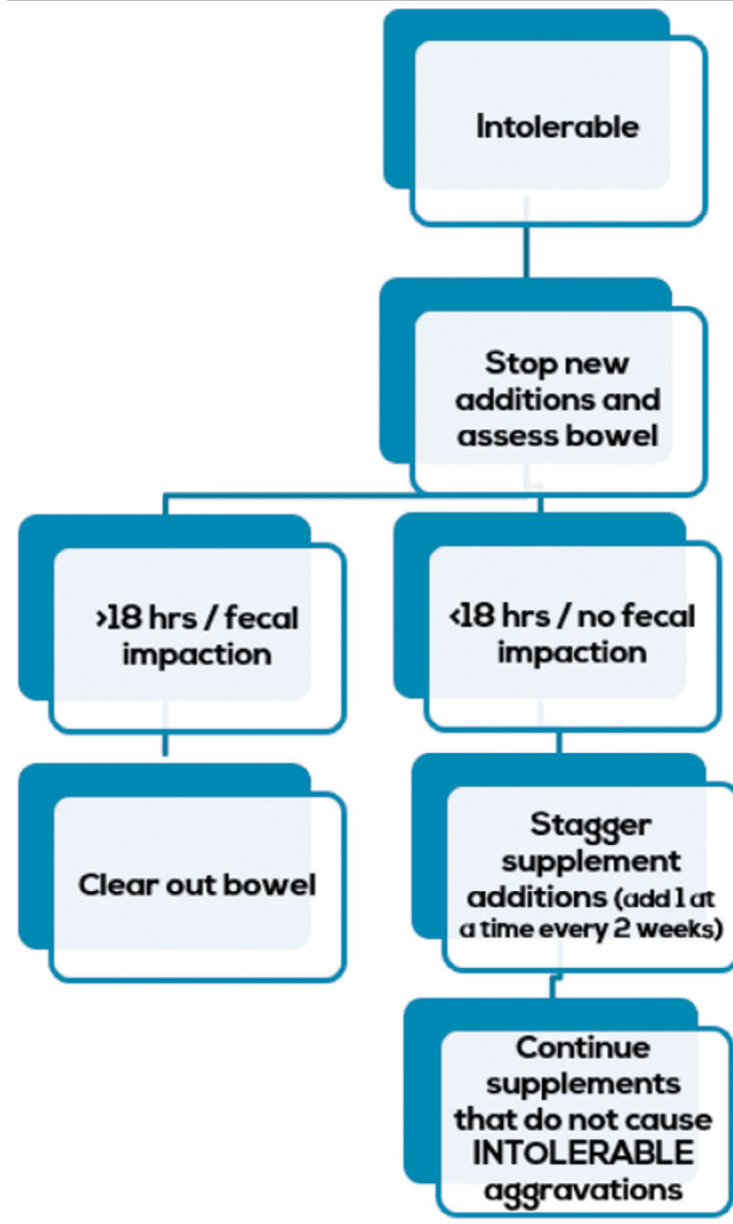 Intolerable
Stop new
additions and
assess bowel
>18 hrs / fecal
impaction
<18 hrs / no fecal
impaction
Clear out bowel
Stagger
supplement
additions (add 1 at
a time every 2 weeks)
Continue
supplements
that do not cause
INTOLERABLE
aggravations